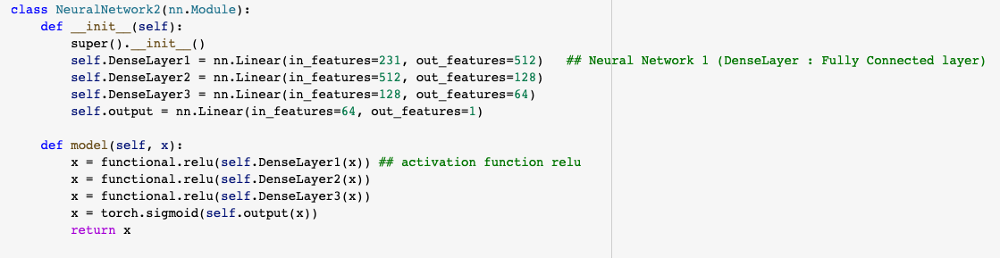 class NeuralNetwork2(nn.Module):
    def __init__(self):
        super().__init__()
        self.DenseLayer1 = nn.Linear(in_features=231, out_features=512)   ## Neural Network 1 (DenseLayer : Fully Connected layer)
        self.DenseLayer2 = nn.Linear(in_features=512, out_features=128)
        self.DenseLayer3 = nn.Linear(in_features=128, out_features=64)
        self.output = nn.Linear(in_features=64, out_features=1)

    def model(self, x):
        x = functional.relu(self.DenseLayer1(x)) ## activation function relu
        x = functional.relu(self.DenseLayer2(x))
        x = functional.relu(self.DenseLayer3(x))
        x = torch.sigmoid(self.output(x))
        return x